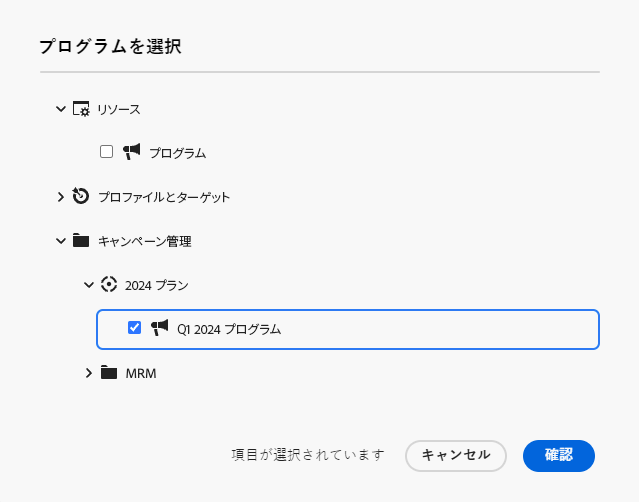 プログラムを選択
リソース
プログラム
プロファイルとターゲット
キャンペーン管理
2024 プラン
Q1 2024 プログラム
MRM
項目が選択されています
キャンセル
確認